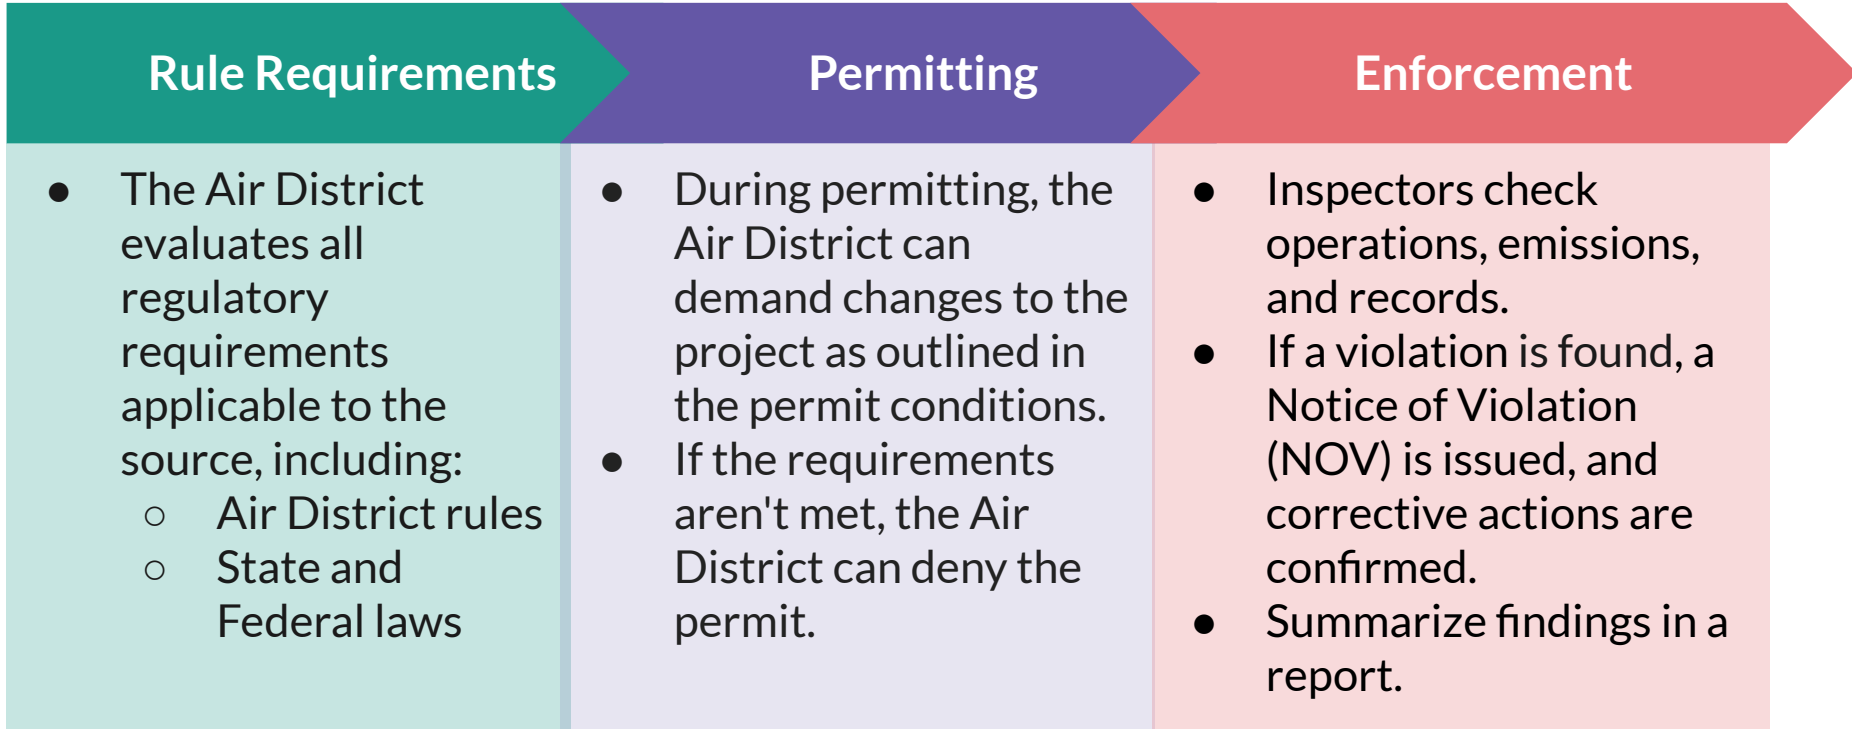 Rule Requirements
● The Air District
evaluates all
regulatory
requirements
applicable to the
source, including:
○ Air District rules
○ State and
Federal laws
Permitting
● During permitting, the
Air District can
demand changes to the
project as outlined in
the permit conditions.
● If the requirements
aren't met, the Air
District can deny the
permit.
Enforcement
● Inspectors check
operations, emissions,
and records.
● If a violation is found, a
Notice of Violation
(NOV) is issued, and
corrective actions are
confirmed.
● Summarize findings in a
report.